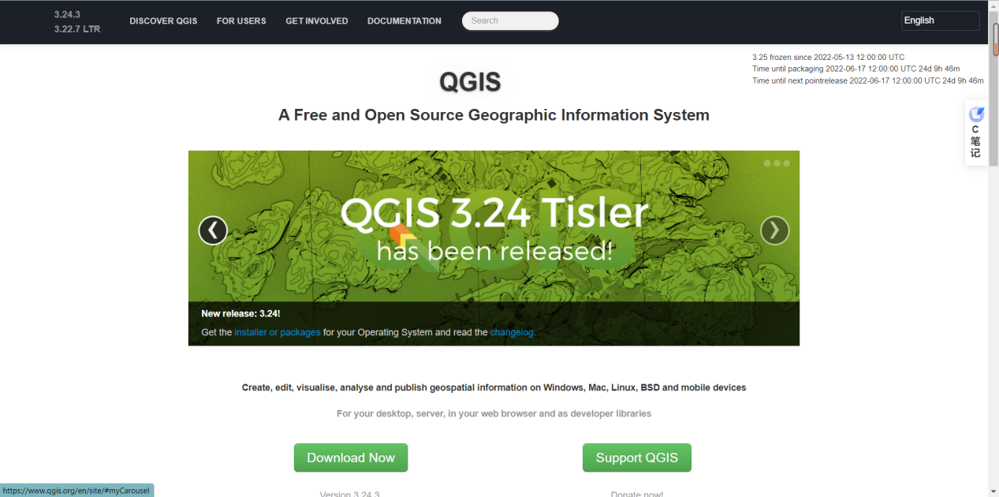 3.24.3
3.22.7 LTR
DISCOVER QGIS FOR USERS GET INVOLVED DOCUMENTATION Search English
3.25 frozen since 2022-05-13 12:00:00 UTC
Time until packaging 2022-06-17 12:00:00 UTC 24d 9h 46m
Time until next pointrelease 2022-06-17 12:00:00 UTC 24d 9h 46m
QGIS
A Free and Open Source Geographic Information System
C
笔
记
QGIS 3.24 Tisler
has been released!
New release: 3.24!
Get the installer or packages for your Operating System and read the changelog.
Create, edit, visualise, analyse and publish geospatial information on Windows, Mac, Linux, BSD and mobile devices
For your desktop, server, in your web browser and as developer libraries
Download Now Support QGIS
Version 3.24.3 Donate now!
https://www.qgis.org/en/site/#myCarousel